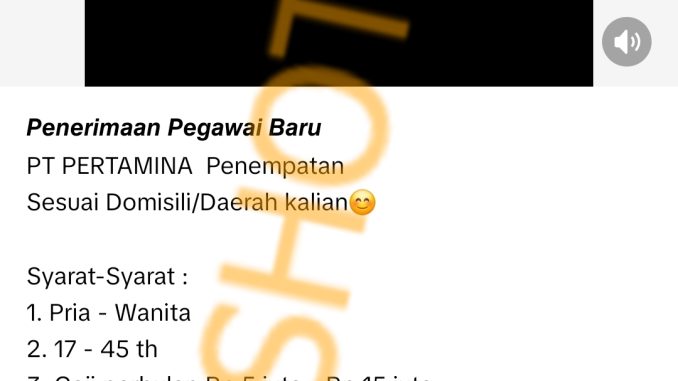 Penerimaan Pegawai Baru
PT PERTAMINA Penempatan
Sesuai Domisili/Daerah kalian😊
Syarat-Syarat :
1. Pria - Wanita
2. 17 - 45 th